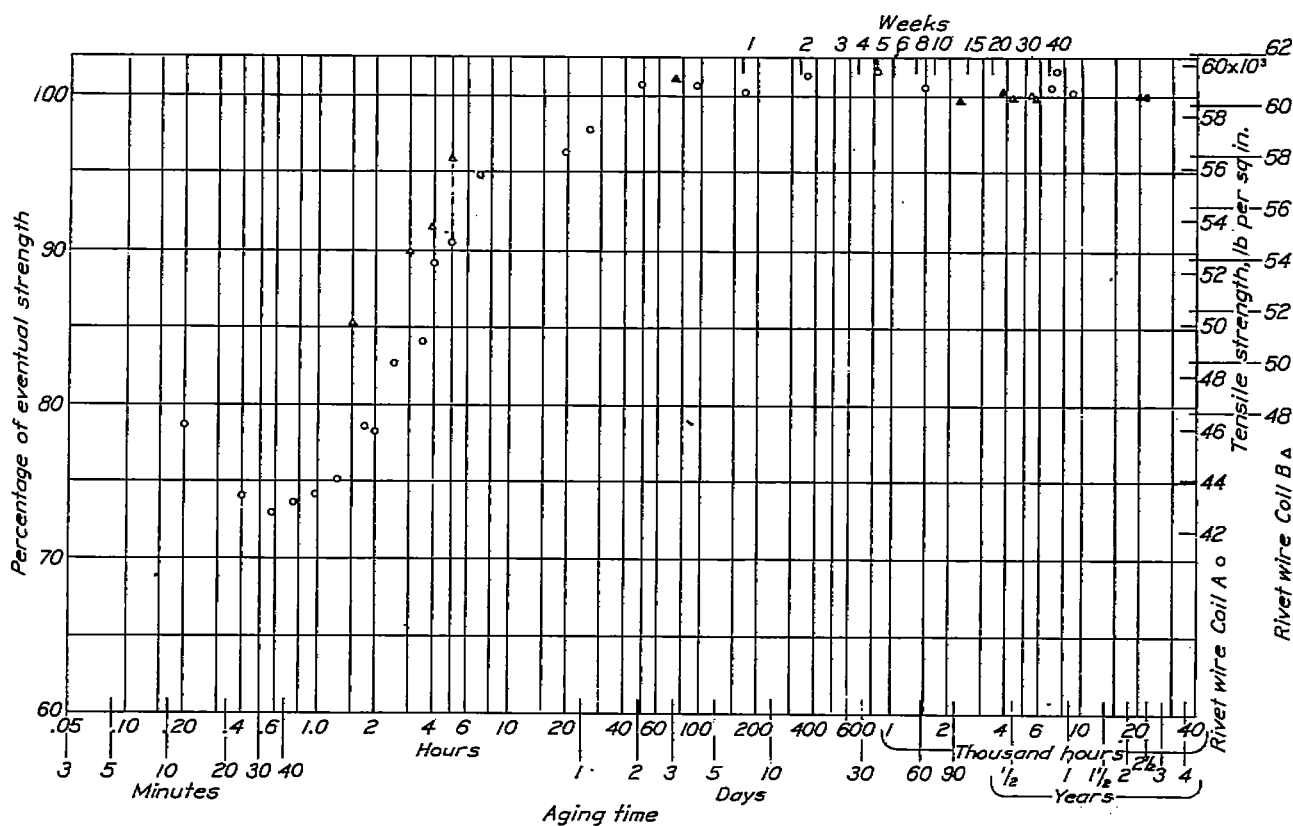 Weeks
1 2 3 4 5 6 8 10 15 20 30 40
100
90
80
70
60
Percentage of eventual strength
60x10³
58
56
54
52
50
48
46
44
42
Tensile strength, lb per sq in.
Rivet wire Coil A o
62
60
58
56
54
52
50
48
Rivet wire Coil B Δ
.05 .10 .20 .4 .6 1.0 2 4 6 10 20 40 60 100 200 400 600 1 2 4 6 10 20 40
Hours
Thousand hours
3 5 10 20 30 40
Minutes
1 2 3 5 10 30 60 90
Days
1/2 1 1 1/2 2 2 1/2 3 4
Years
Aging time